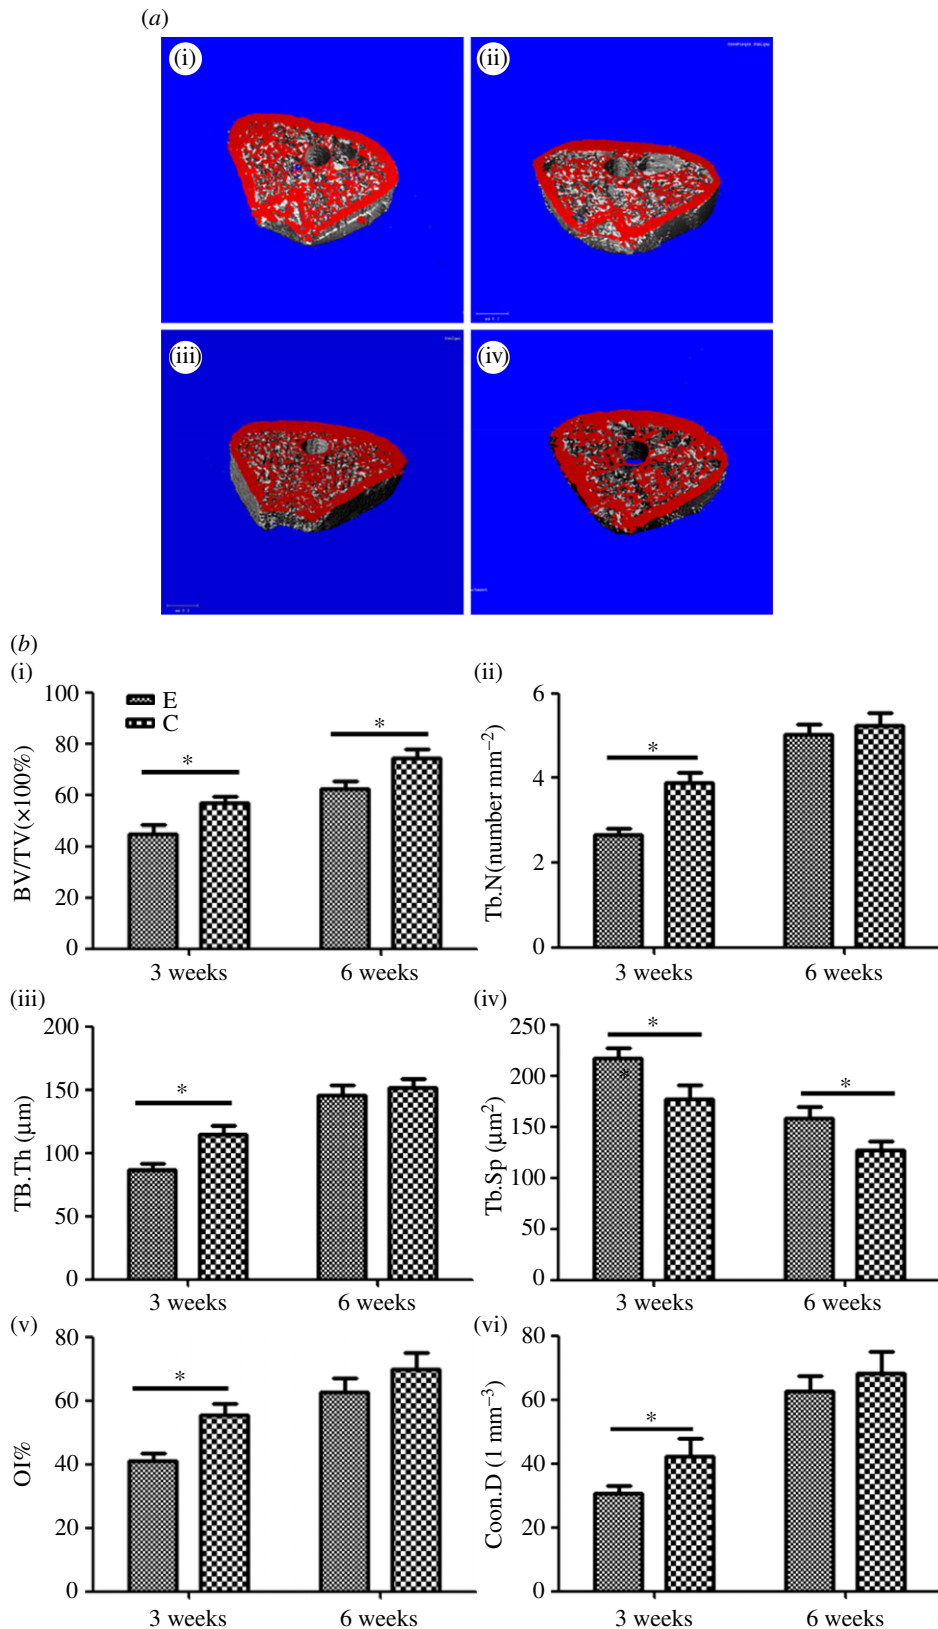 (a)
(i)
(ii)
(iii)
(iv)
(b)
(i)
BV/TV(×100%)
100
80
60
40
20
0
E
C
*
*
3 weeks
6 weeks
(ii)
Tb.N(number mm⁻²)
6
4
2
0
*
3 weeks
6 weeks
(iii)
TB.Th (μm)
200
150
100
50
0
*
3 weeks
6 weeks
(iv)
Tb.Sp (μm²)
250
200
150
100
50
0
*
*
*
3 weeks
6 weeks
(v)
OI%
80
60
40
20
0
*
3 weeks
6 weeks
(vi)
Coon.D (1 mm⁻³)
80
60
40
20
0
*
3 weeks
6 weeks